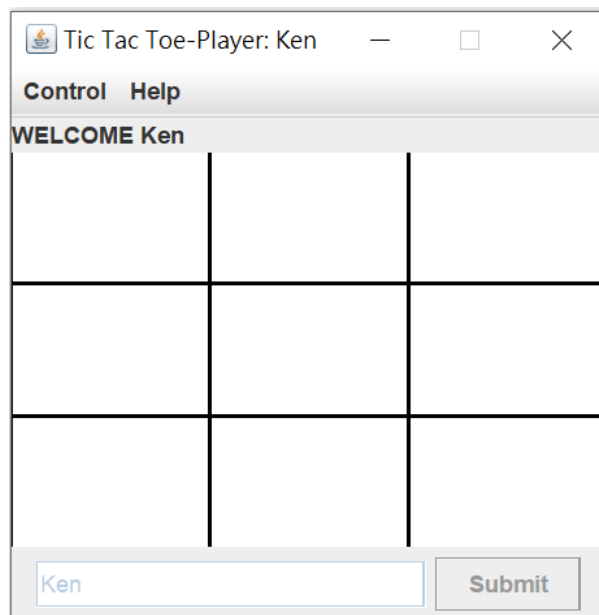 Tic Tac Toe-Player: Ken
Control Help
WELCOME Ken
Ken Submit